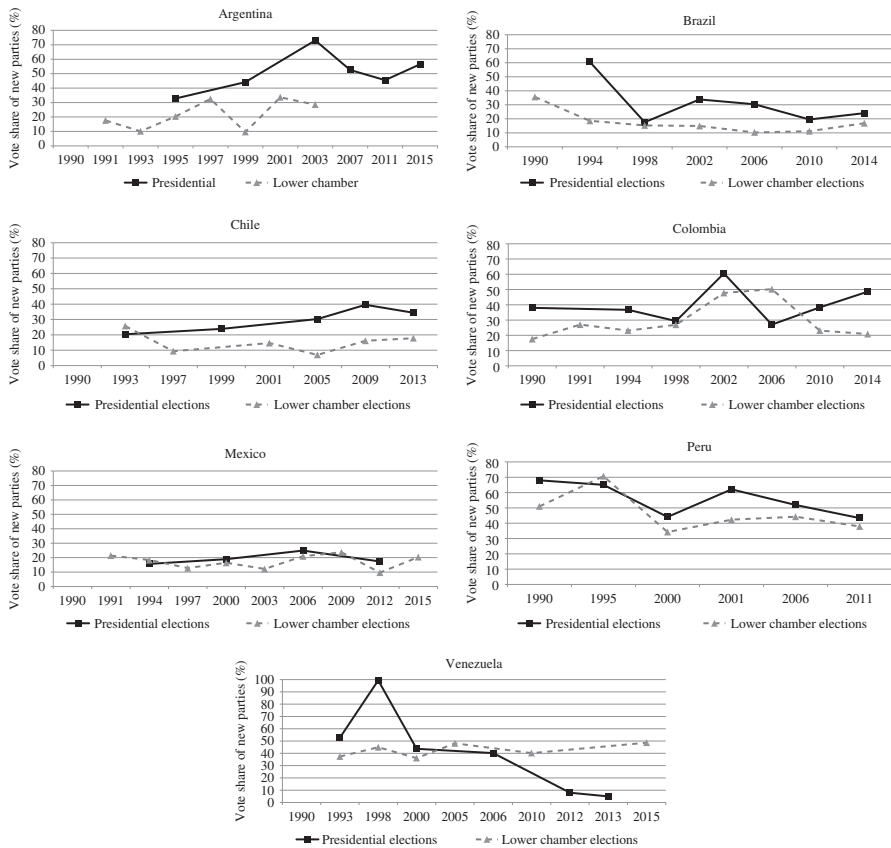 Argentina
Vote share of new parties (%)
80
70
60
50
40
30
20
10
0
1990 1991 1993 1995 1997 1999 2001 2003 2007 2011 2015
Presidential Lower chamber
Brazil
Vote share of new parties (%)
80
70
60
50
40
30
20
10
0
1990 1994 1998 2002 2006 2010 2014
Presidential elections Lower chamber elections
Chile
Vote share of new parties (%)
80
70
60
50
40
30
20
10
0
1990 1993 1997 1999 2001 2005 2009 2013
Presidential elections Lower chamber elections
Colombia
Vote share of new parties (%)
80
70
60
50
40
30
20
10
0
1990 1991 1994 1998 2002 2006 2010 2014
Presidential elections Lower chamber elections
Mexico
Vote share of new parties (%)
80
70
60
50
40
30
20
10
0
1990 1991 1994 1997 2000 2003 2006 2009 2012 2015
Presidential elections Lower chamber elections
Peru
Vote share of new parties (%)
80
70
60
50
40
30
20
10
0
1990 1995 2000 2001 2006 2011
Presidential elections Lower chamber elections
Venezuela
Vote share of new parties (%)
100
90
80
70
60
50
40
30
20
10
0
1990 1993 1998 2000 2005 2006 2010 2012 2013 2015
Presidential elections Lower chamber elections